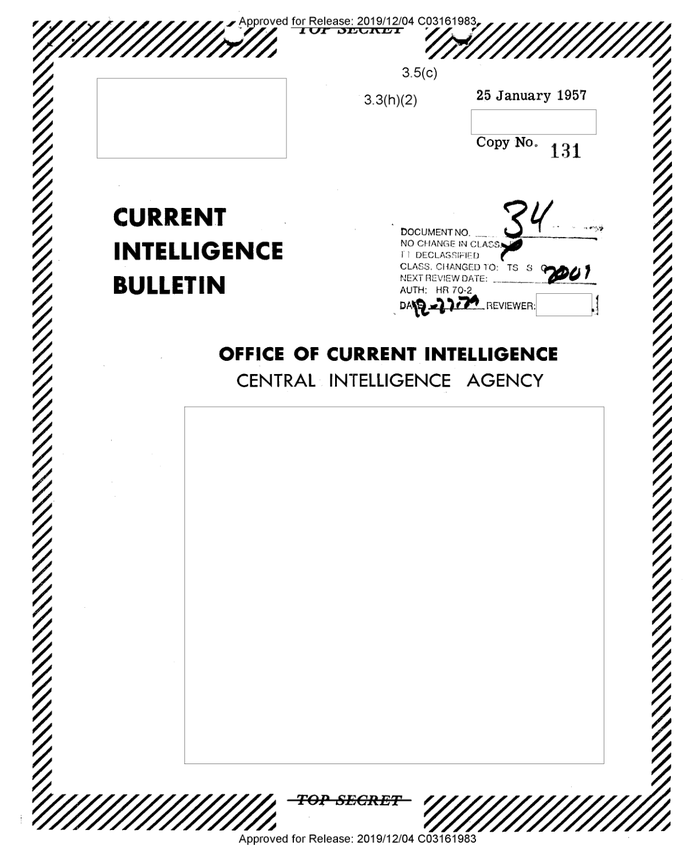 Approved for Release: 2019/12/04 C03161983
TOP SECRET
3.5(c)
3.3(h)(2)
25 January 1957
Copy No. 131
CURRENT
INTELLIGENCE
BULLETIN
DOCUMENT NO. 34
NO CHANGE IN CLASS.
DECLASSIFIED
CLASS. CHANGED TO: TS S
NEXT REVIEW DATE: 2001
AUTH: HR 70-2
DATE: REVIEWER:
OFFICE OF CURRENT INTELLIGENCE
CENTRAL INTELLIGENCE AGENCY
TOP SECRET
Approved for Release: 2019/12/04 C03161983